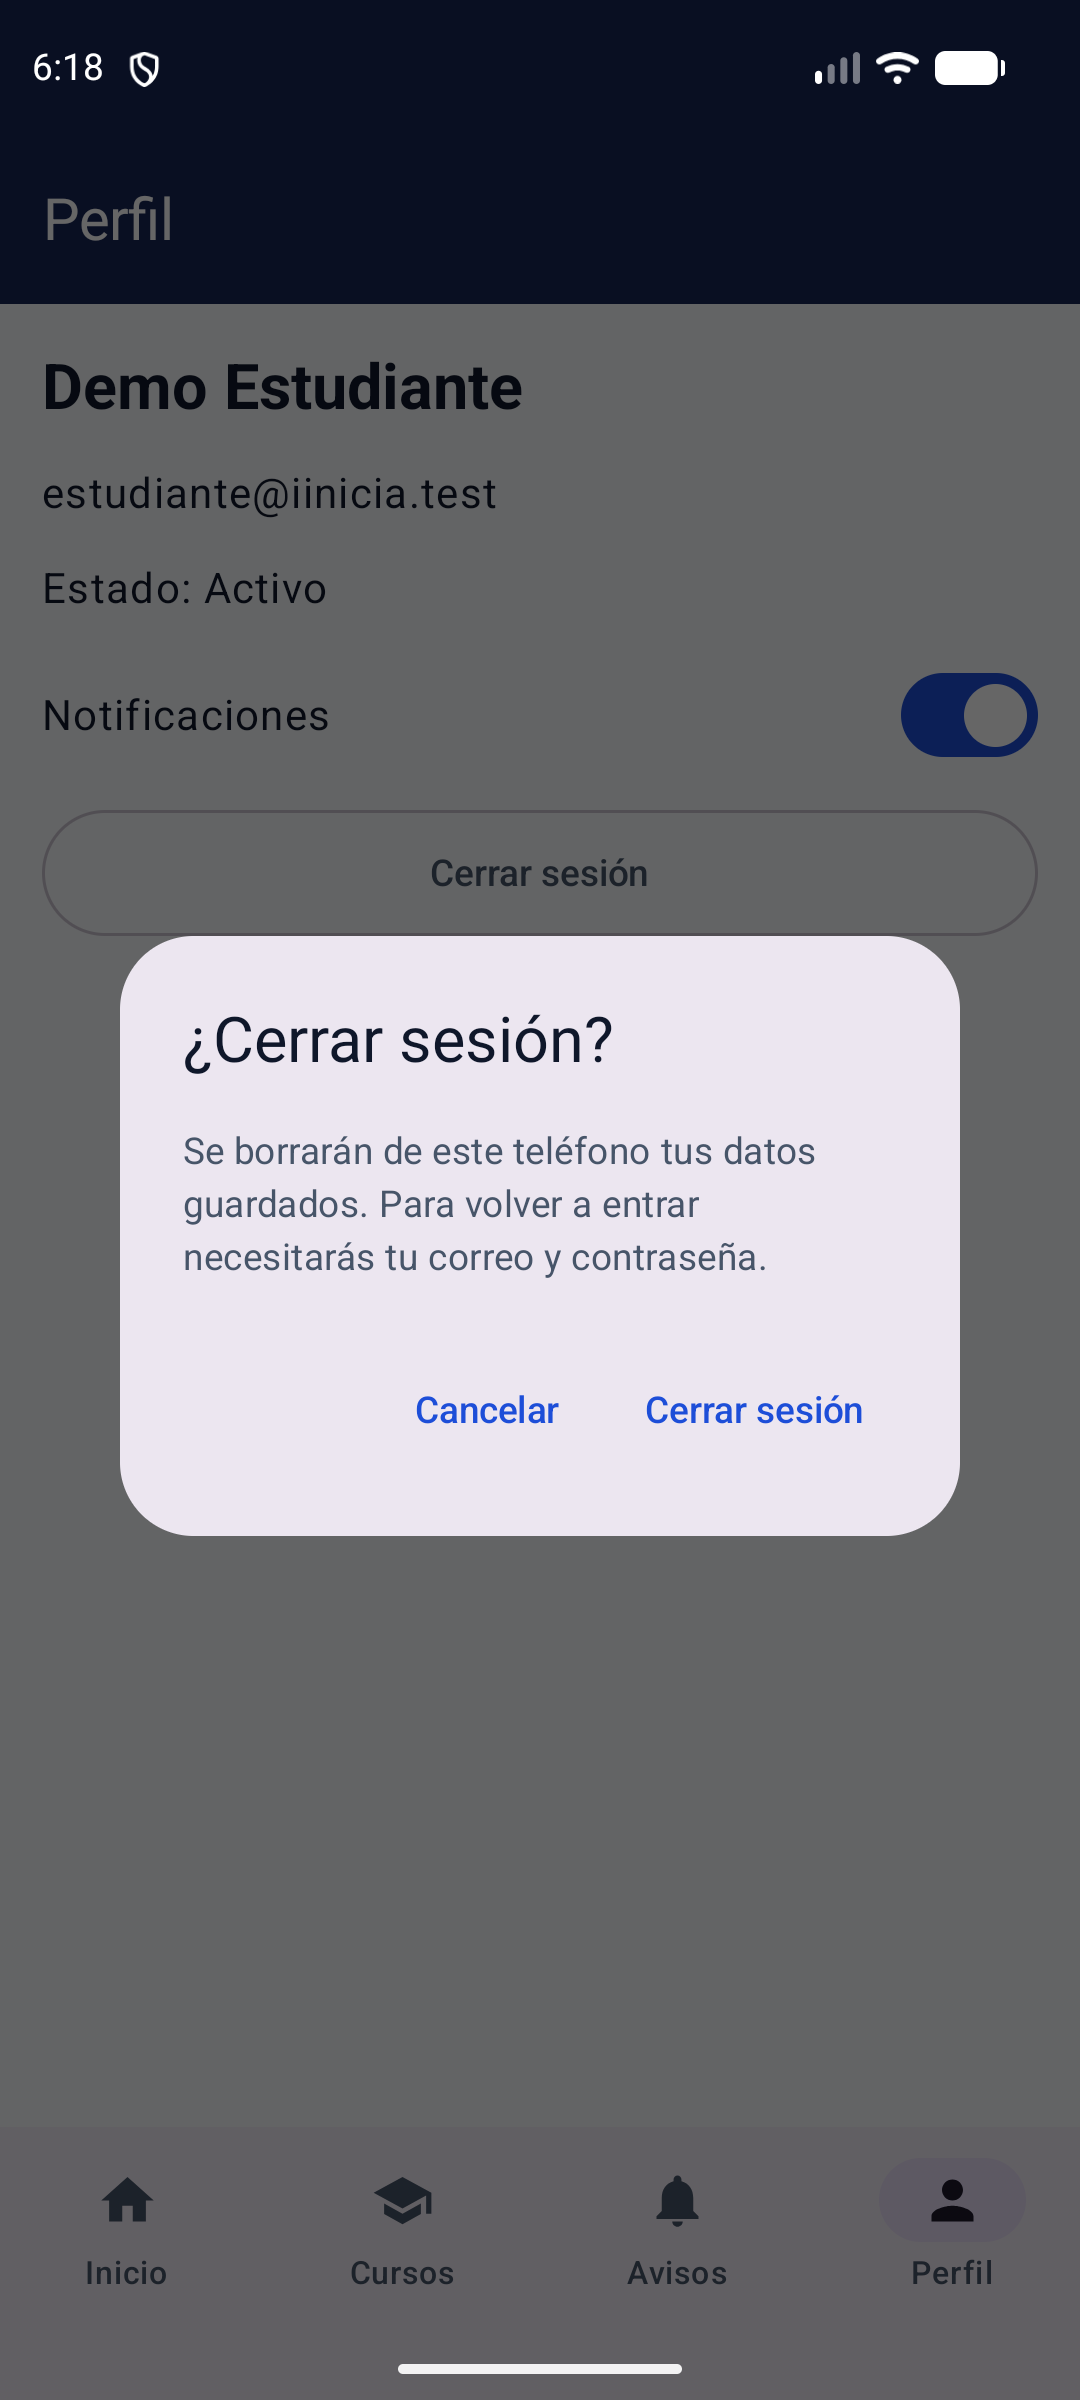 6:18
Perfil
Demo Estudiante
estudiante@iinicia.test
Estado: Activo
Notificaciones
Cerrar sesión
¿Cerrar sesión?
Se borrarán de este teléfono tus datos
guardados. Para volver a entrar
necesitarás tu correo y contraseña.
Cancelar Cerrar sesión
Inicio Cursos Avisos Perfil